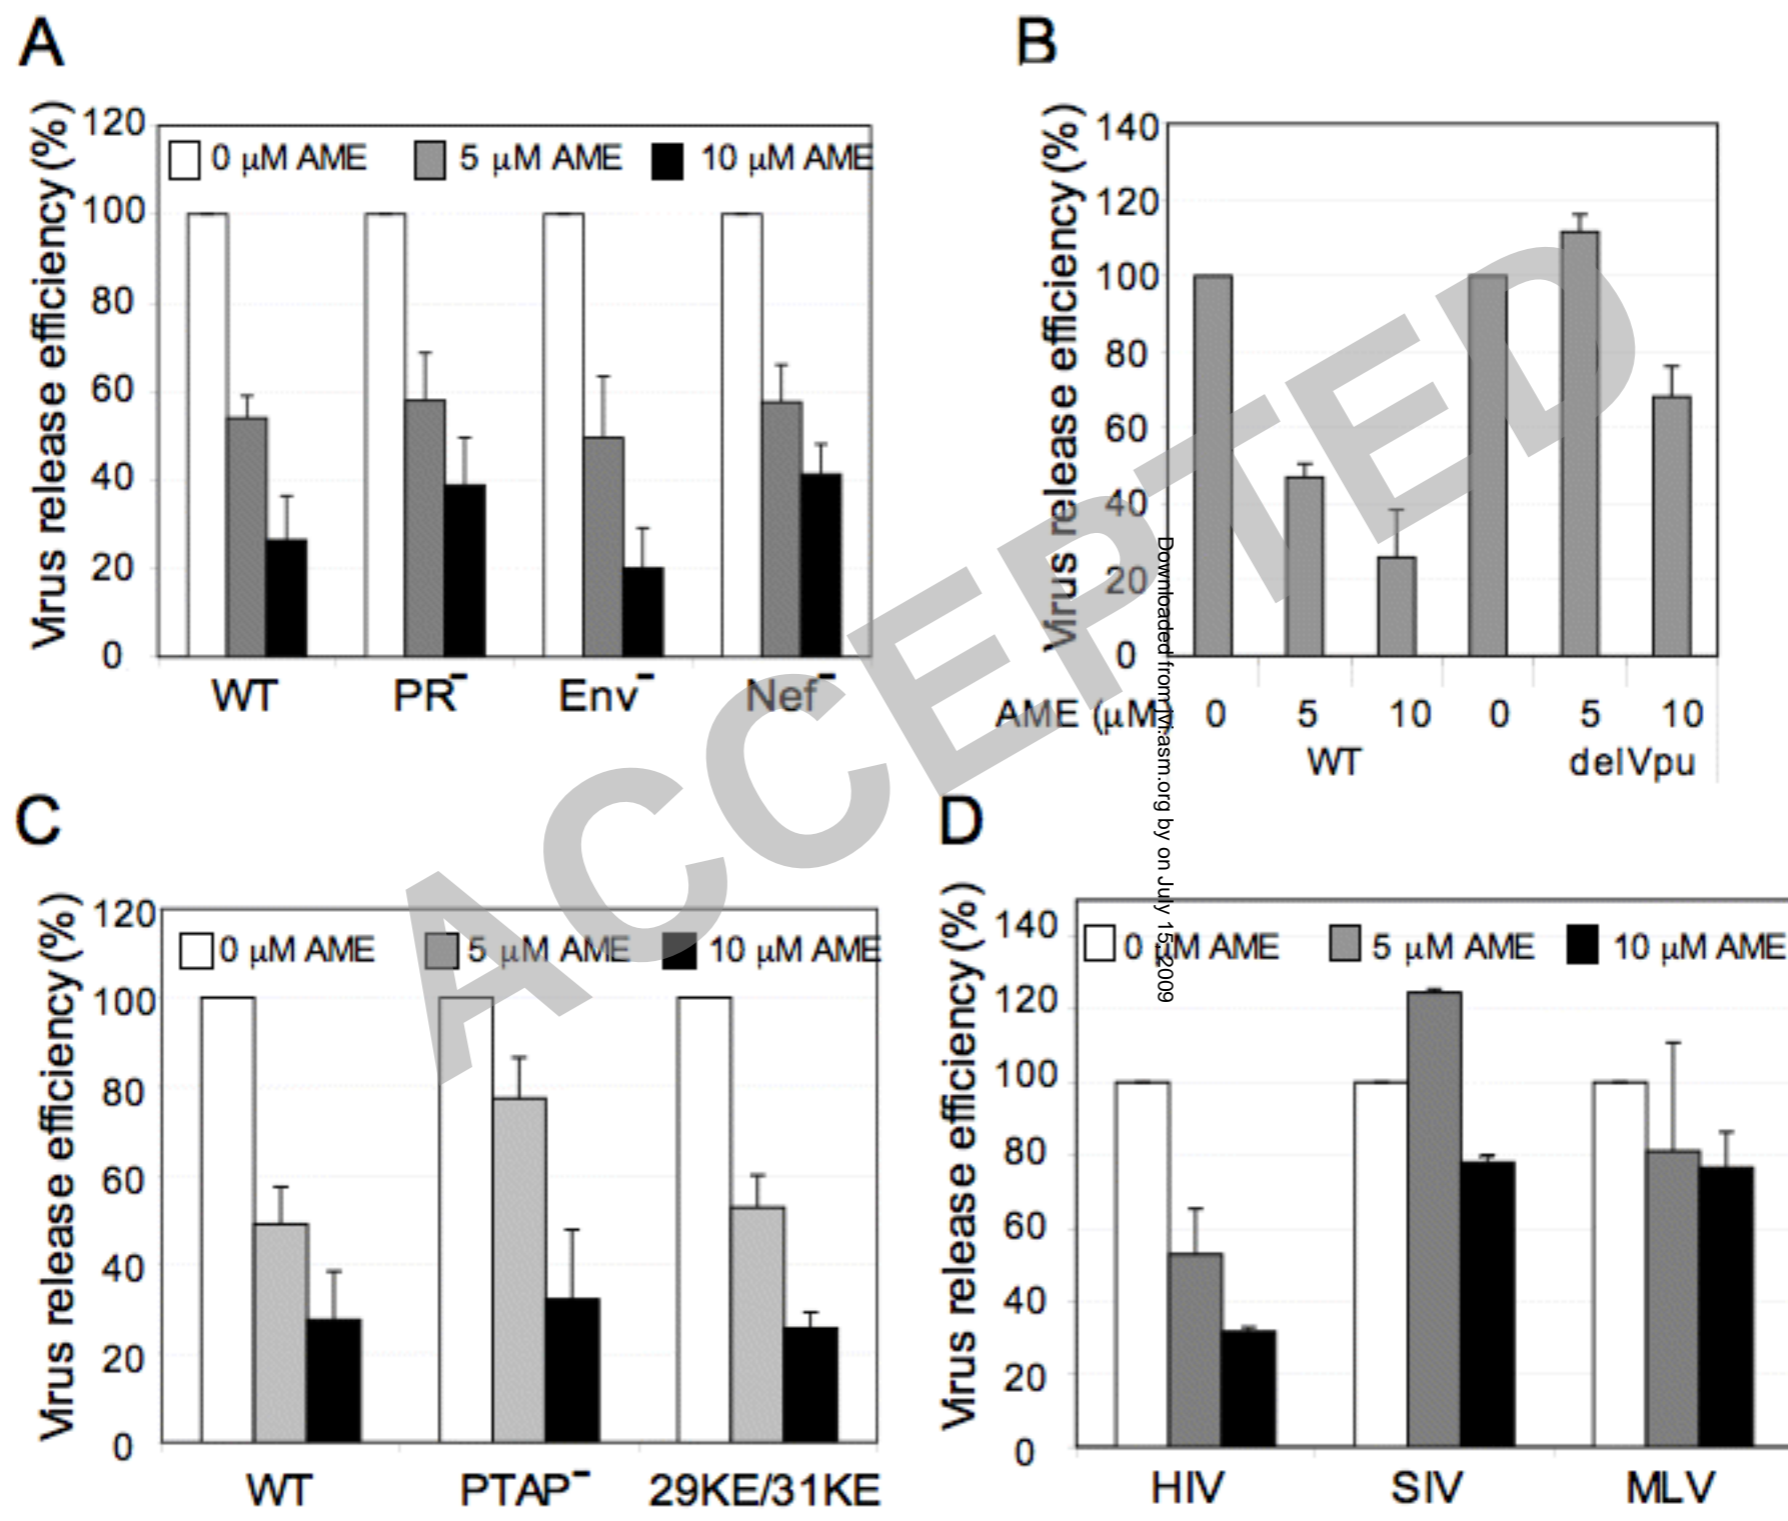 A
Virus release efficiency (%)
120
100
80
60
40
20
0
0 μM AME 5 μM AME 10 μM AME
WT PR⁻ Env⁻ Nef⁻
B
Virus release efficiency (%)
140
120
100
80
60
40
20
0
AME (μM) 0 5 10 0 5 10
WT delVpu
C
Virus release efficiency (%)
120
100
80
60
40
20
0
0 μM AME 5 μM AME 10 μM AME
WT PTAP⁻ 29KE/31KE
D
Virus release efficiency (%)
140
120
100
80
60
40
20
0
0 μM AME 5 μM AME 10 μM AME
HIV SIV MLV
ACCEPTED
Downloaded from jvi.asm.org by on July 15, 2009